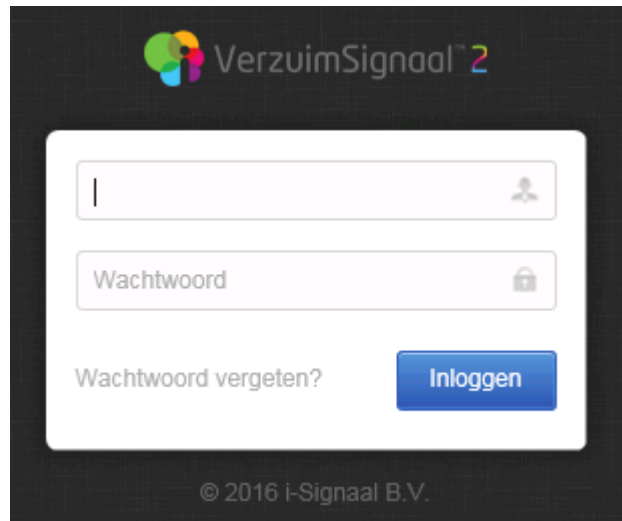 VerzuimSignaal™ 2
Wachtwoord
Wachtwoord vergeten?
Inloggen
© 2016 i-Signaal B.V.